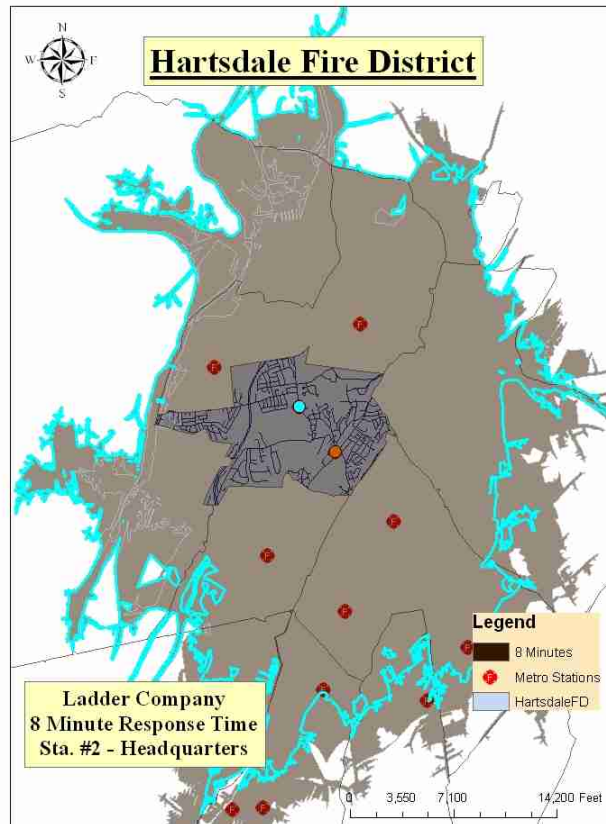 N
W E
S
Hartsdale Fire District
F
F
F
F
F
F
F
F
F
F
Legend
8 Minutes
F Metro Stations
HartsdaleFD
Ladder Company
8 Minute Response Time
Sta. #2 - Headquarters
0 3,550 7,100 14,200 Feet